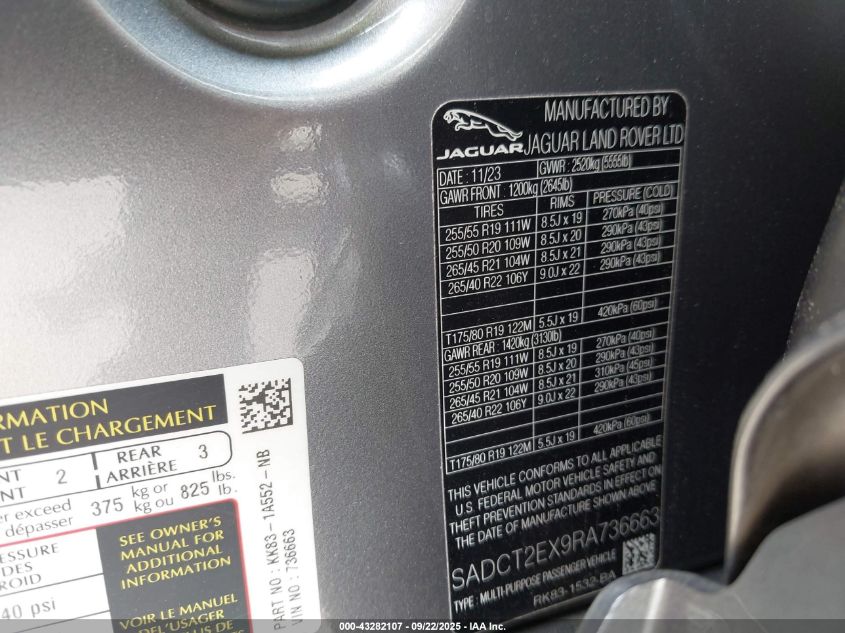 MANUFACTURED BY
JAGUAR
JAGUAR LAND ROVER LTD
DATE : 11/23 GVWR : 2520kg (5555lb)
GAWR FRONT : 1200kg (2645lb)
TIRES RIMS PRESSURE (COLD)
255/55 R19 111W 8.5J x 19 270kPa (40psi)
255/50 R20 109W 8.5J x 20 290kPa (43psi)
265/45 R21 104W 8.5J x 21 290kPa (43psi)
265/40 R22 106Y 9.0J x 22 290kPa (43psi)
T175/80 R19 122M 5.5J x 19 420kPa (60psi)
GAWR REAR : 1420kg (3130lb)
255/55 R19 111W 8.5J x 19 270kPa (40psi)
255/50 R20 109W 8.5J x 20 290kPa (43psi)
265/45 R21 104W 8.5J x 21 310kPa (45psi)
265/40 R22 106Y 9.0J x 22 290kPa (43psi)
T175/80 R19 122M 5.5J x 19 420kPa (60psi)
THIS VEHICLE CONFORMS TO ALL APPLICABLE
U.S. FEDERAL MOTOR VEHICLE SAFETY AND
THEFT PREVENTION STANDARDS IN EFFECT ON
THE DATE OF MANUFACTURE SHOWN ABOVE.
SADCT2EX9RA736663
TYPE : MULTI-PURPOSE PASSENGER VEHICLE
RK83-1532-BA
ORMATION
T LE CHARGEMENT
NT 2 REAR 3
NT ARRIÈRE
er exceed 375 kg or 825 lbs.
dépasser kg ou lb.
ESSURE
DES
ROID
40 psi
SEE OWNER'S
MANUAL FOR
ADDITIONAL
INFORMATION
VOIR LE MANUEL
DE L'USAGER
PART NO : KK83-1A552-NB
VIN NO : 736663
000-43282107 - 09/22/2025 - IAA Inc.